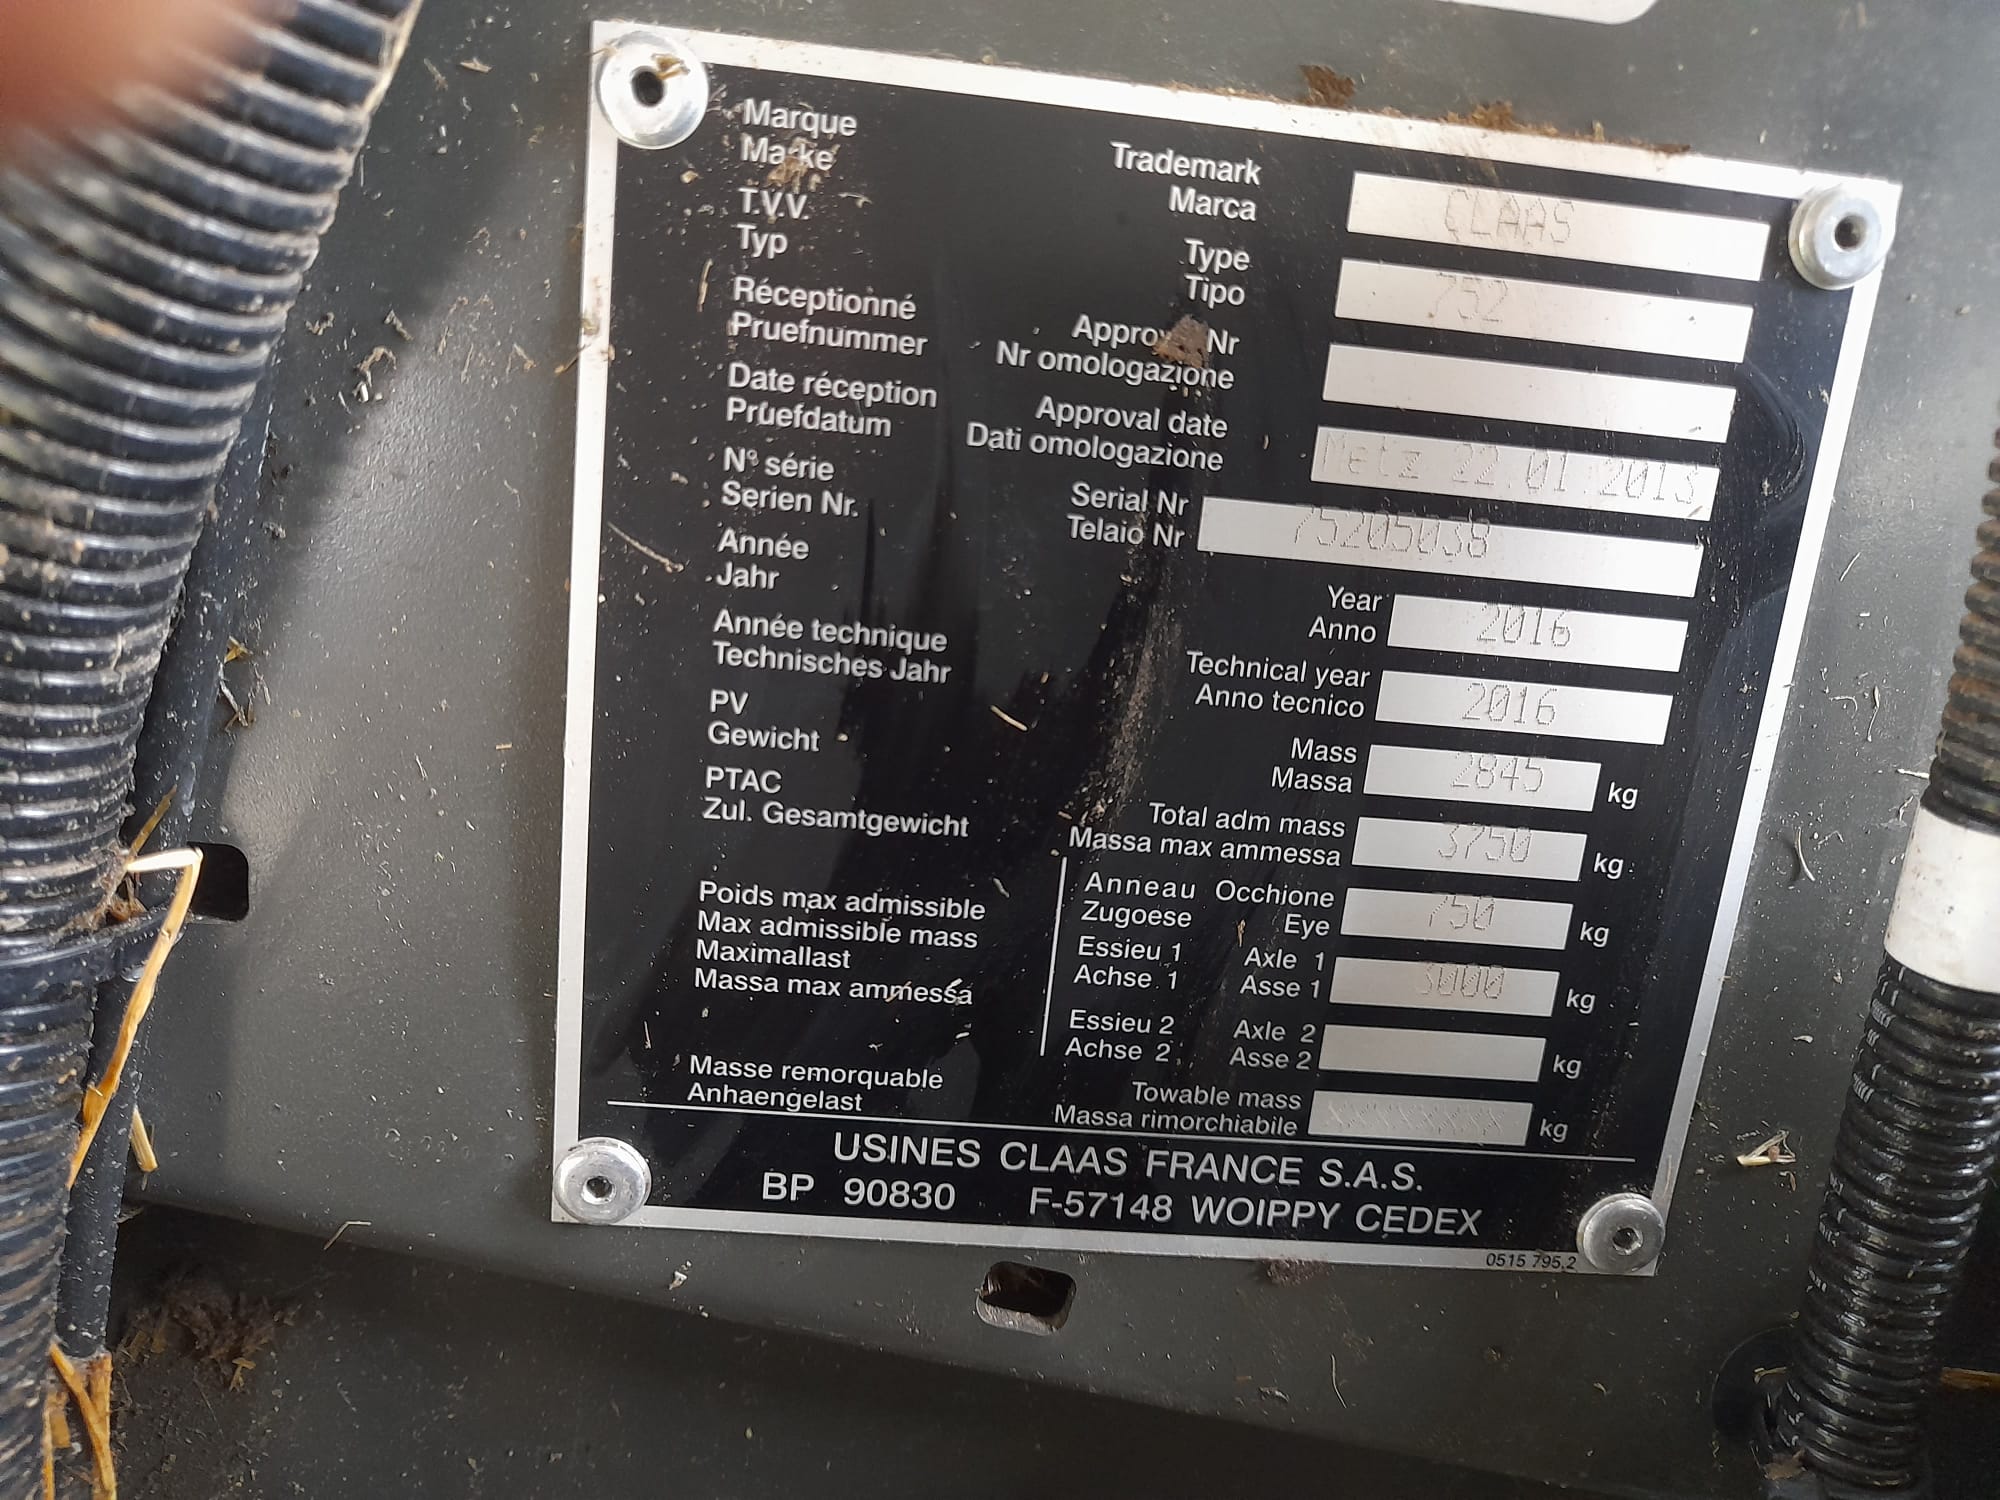 Marque
Marke
Trademark
Marca
CLAAS
T.V.V.
Typ
Type
Tipo
752
Réceptionné
Pruefnummer
Approval Nr
Nr omologazione
Date réception
Pruefdatum
Approval date
Dati omologazione
Metz 22.01.2013
N° série
Serien Nr.
Serial Nr
Telaio Nr
75205038
Année
Jahr
Year
Anno
2016
Année technique
Technisches Jahr
Technical year
Anno tecnico
2016
PV
Gewicht
Mass
Massa
2845 kg
PTAC
Zul. Gesamtgewicht
Total adm mass
Massa max ammessa
3750 kg
Poids max admissible
Max admissible mass
Maximallast
Massa max ammessa
Anneau Occhione
Zugoese Eye
750 kg
Essieu 1 Axle 1
Achse 1 Asse 1
3000 kg
Essieu 2 Axle 2
Achse 2 Asse 2
kg
Masse remorquable
Anhaengelast
Towable mass
Massa rimorchiabile
XXXXXXXX kg
USINES CLAAS FRANCE S.A.S.
BP 90830 F-57148 WOIPPY CEDEX
0515 795.2